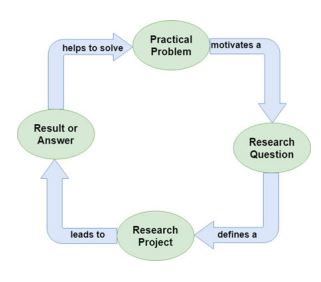 Practical
Problem
motivates a
Research
Question
defines a
Research
Project
leads to
Result or
Answer
helps to solve